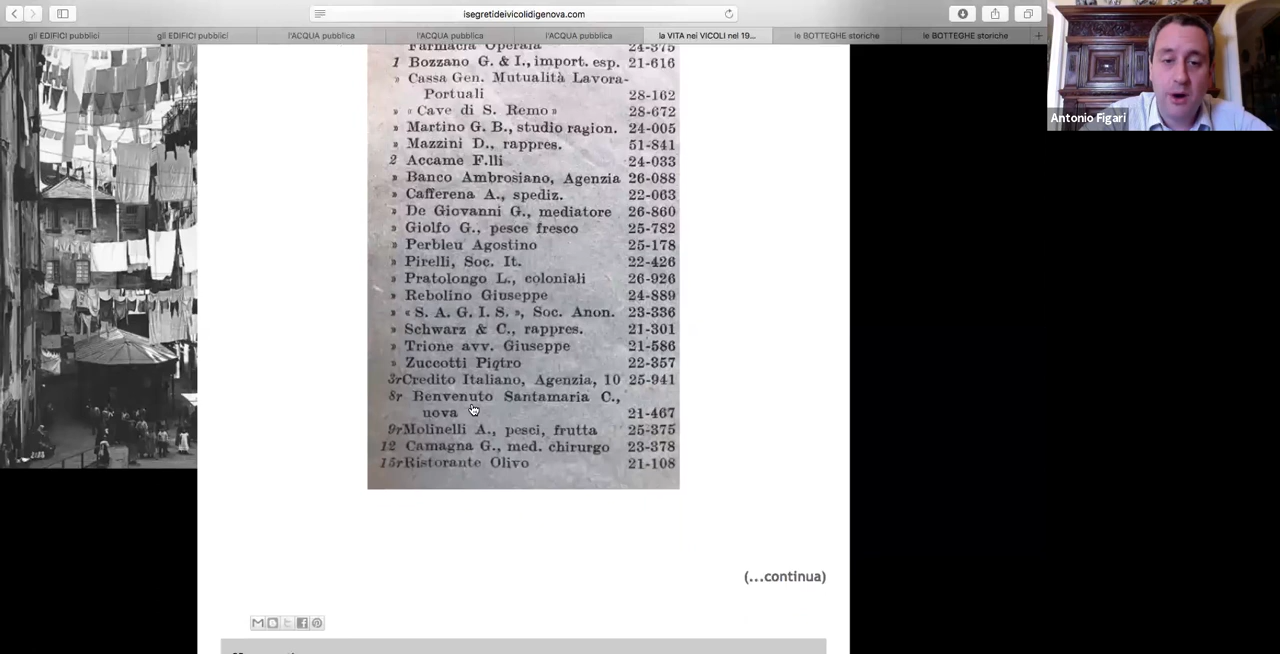 isegretideivicolidigenova.com
gli EDIFICI pubblici
gli EDIFICI pubblici
l'ACQUA pubblica
l'ACQUA pubblica
l'ACQUA pubblica
la VITA nei VICOLI nel 19...
le BOTTEGHE storiche
le BOTTEGHE storiche
Antonio Figari
Farmacia Operaia 24-375
1 Bozzano G. & I., import. esp. 21-616
» Cassa Gen. Mutualità Lavora-
Portuali 28-162
» « Cave di S. Remo » 28-672
» Martino G. B., studio ragion. 24-005
» Mazzini D., rappres. 51-841
2 Accame F.lli 24-033
» Banco Ambrosiano, Agenzia 26-088
» Cafferena A., spediz. 22-063
» De Giovanni G., mediatore 26-860
» Giolfo G., pesce fresco 25-782
» Perbleu Agostino 25-178
» Pirelli, Soc. It. 22-426
» Pratolongo L., coloniali 26-926
» Rebolino Giuseppe 24-889
» « S. A. G. I. S. », Soc. Anon. 23-336
» Schwarz & C., rappres. 21-301
» Trione avv. Giuseppe 21-586
» Zuccotti Pietro 22-357
3r Credito Italiano, Agenzia, 10 25-941
8r Benvenuto Santamaria C.,
uova 21-467
9r Molinelli A., pesci, frutta 25-375
12 Camagna G., med. chirurgo 23-378
15r Ristorante Olivo 21-108
(...continua)